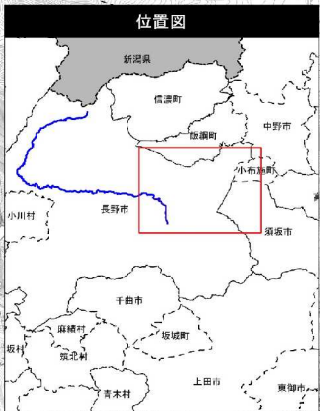 位置図
新潟県
信濃町
飯綱町
中野市
小布施町
小川村
長野市
須坂市
千曲市
麻績村
坂城町
坂村
筑北村
上田市
青木村
東御市